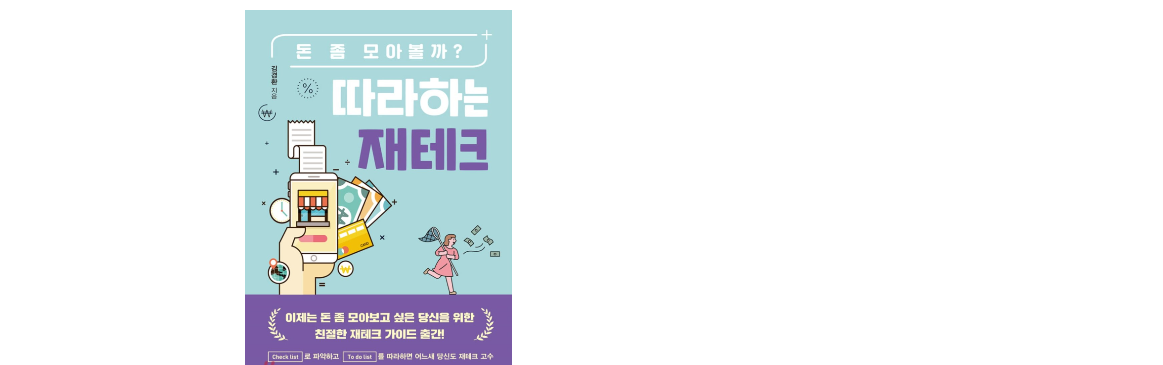 돈 좀 모아볼까?
따라하는
재테크
지음
%
₩
이제는 돈 좀 모아보고 싶은 당신을 위한
친절한 재테크 가이드 출간!
Check list 로 파악하고 To do list 를 따라하면 어느새 당신도 재테크 고수